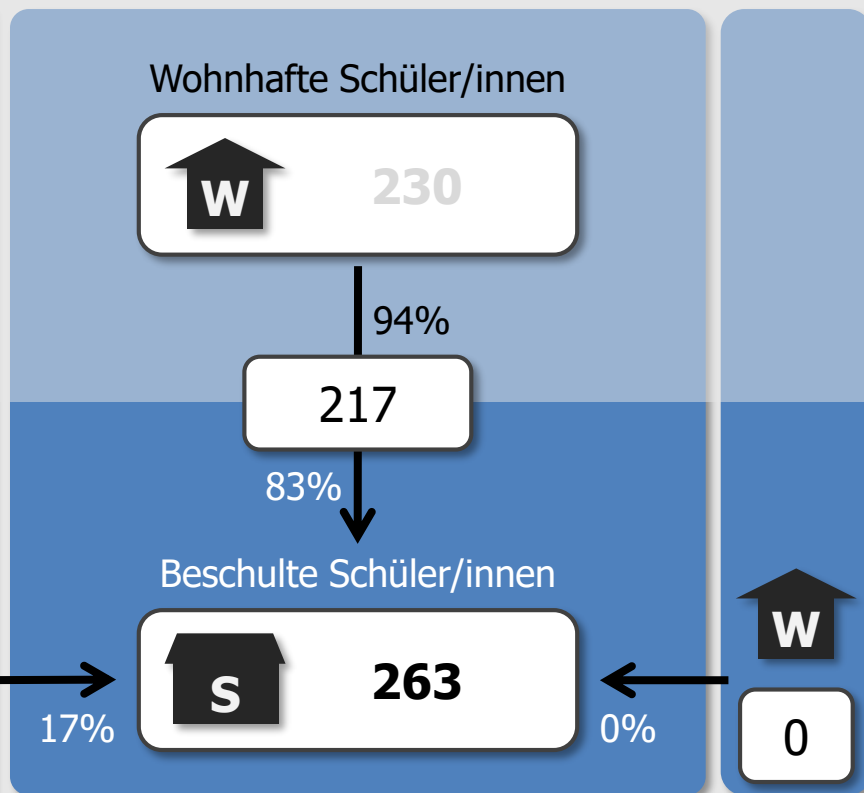 Wohnhafte Schüler/innen
W 230
94%
217
83%
Beschulte Schüler/innen
S 263
17%
0%
W
0